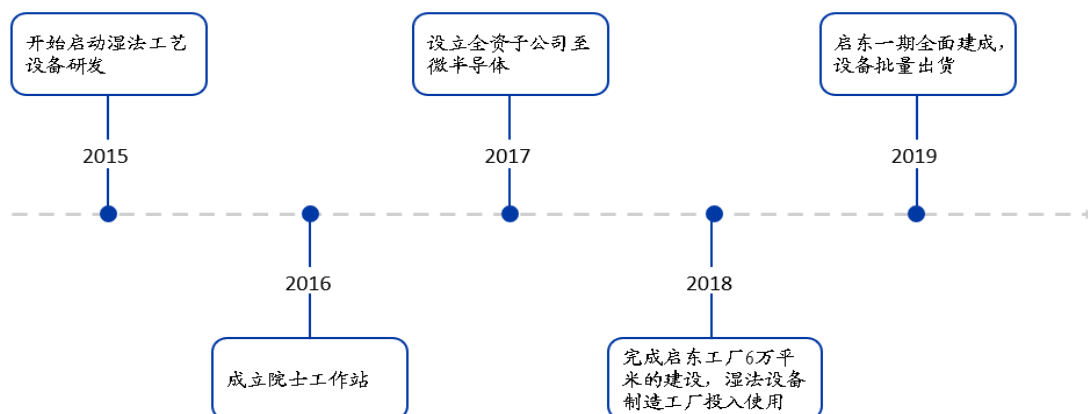 开始启动湿法工艺
设备研发
2015
成立院士工作站
2016
设立全资子公司至
微半导体
2017
完成启东工厂6万平
米的建设，湿法设备
制造工厂投入使用
2018
启东一期全面建成，
设备批量出货
2019